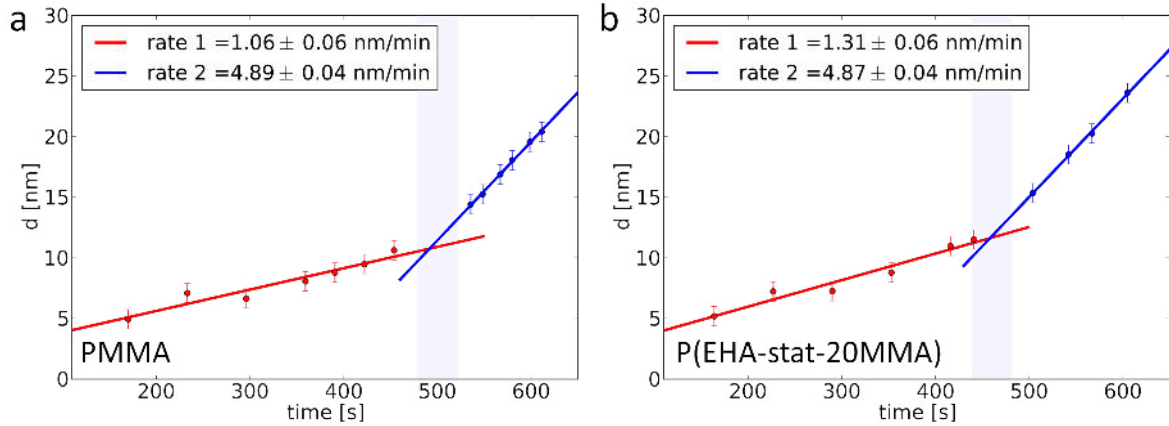 a
30
25
20
15
10
5
0
d [nm]
rate 1 =1.06 ± 0.06 nm/min
rate 2 =4.89 ± 0.04 nm/min
PMMA
200 300 400 500 600
time [s]
b
30
25
20
15
10
5
0
d [nm]
rate 1 =1.31 ± 0.06 nm/min
rate 2 =4.87 ± 0.04 nm/min
P(EHA-stat-20MMA)
200 300 400 500 600
time [s]